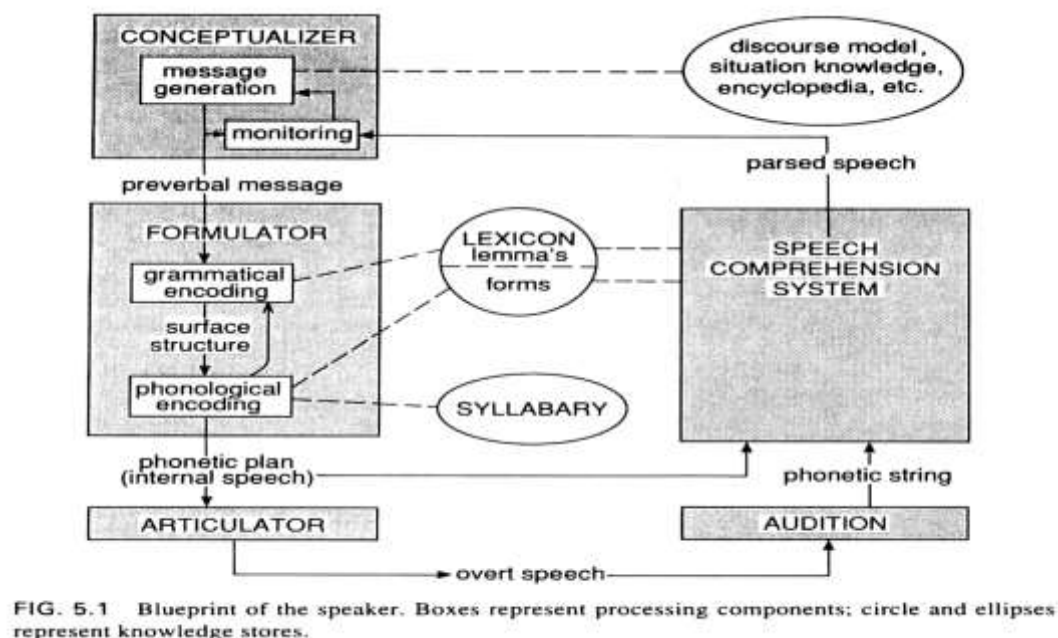 CONCEPTUALIZER
message
generation
monitoring
discourse model,
situation knowledge,
encyclopedia, etc.
parsed speech
preverbal message
FORMULATOR
grammatical
encoding
surface
structure
phonological
encoding
LEXICON
lemma's
forms
SYLLABARY
SPEECH
COMPREHENSION
SYSTEM
phonetic plan
(internal speech)
phonetic string
ARTICULATOR
AUDITION
overt speech
FIG. 5.1 Blueprint of the speaker. Boxes represent processing components; circle and ellipses
represent knowledge stores.